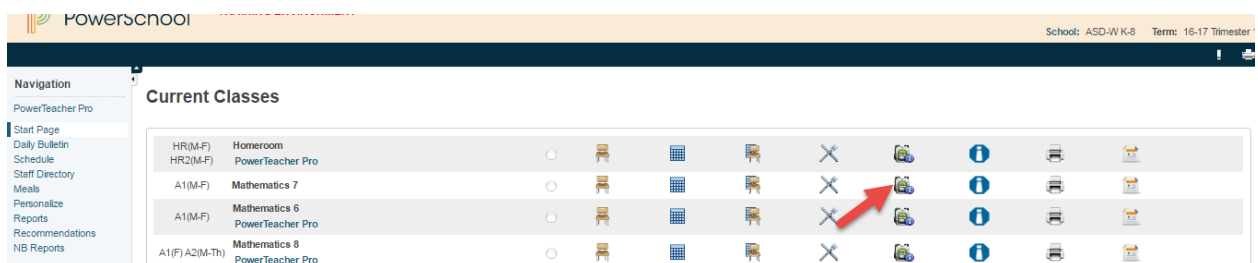 PowerSchool
School: ASD-W K-8 Term: 16-17 Trimester
Navigation
PowerTeacher Pro
Start Page
Daily Bulletin
Schedule
Staff Directory
Meals
Personalize
Reports
Recommendations
NB Reports
Current Classes
HR(M-F) Homeroom
HR2(M-F) PowerTeacher Pro
A1(M-F) Mathematics 7
A1(M-F) Mathematics 6
PowerTeacher Pro
A1(F) A2(M-Th) Mathematics 8
PowerTeacher Pro